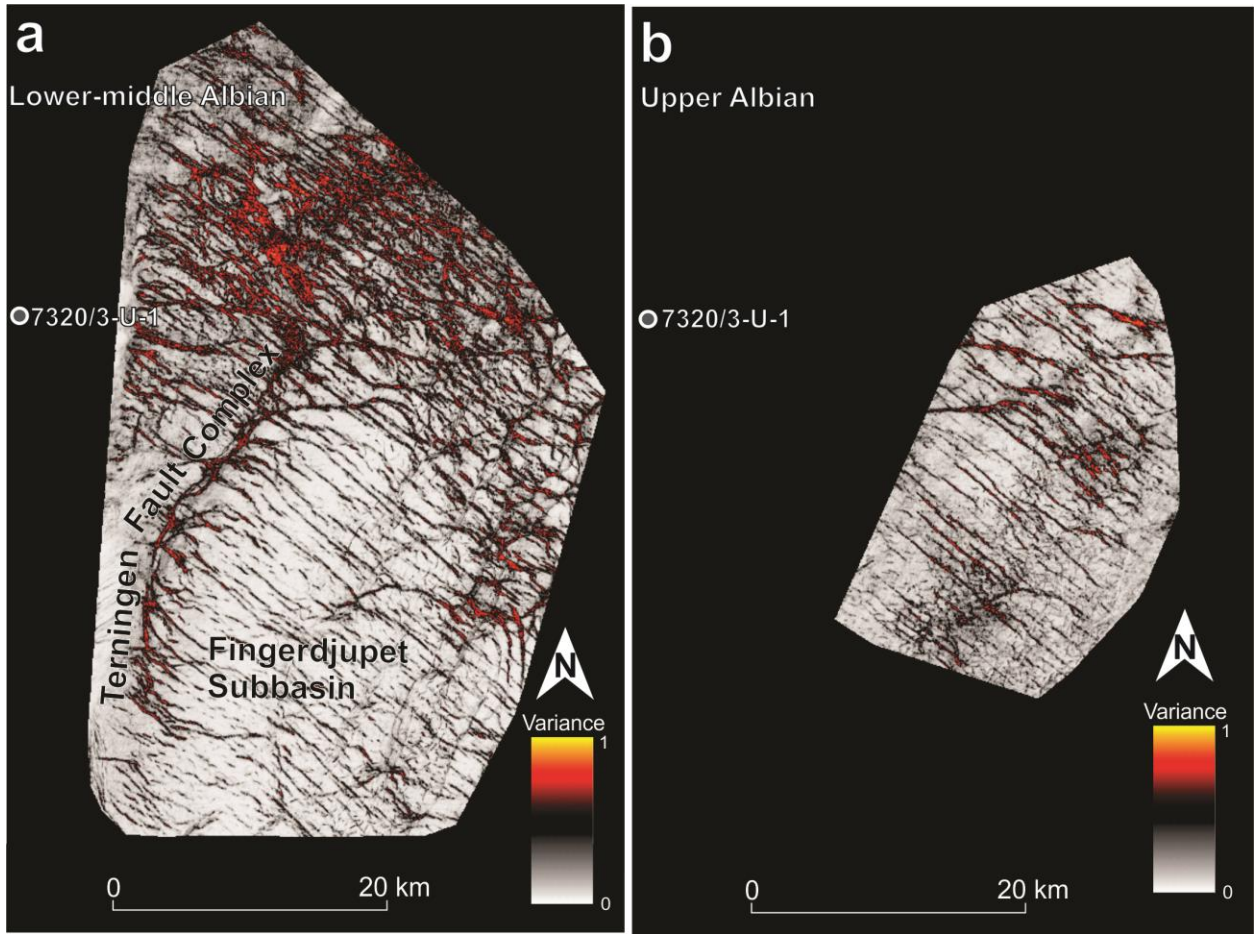 a
Lower-middle Albian
7320/3-U-1
Terningen Fault Complex
Fingerdjupet
Subbasin
N
Variance
1
0
0 20 km
b
Upper Albian
7320/3-U-1
N
Variance
1
0
0 20 km